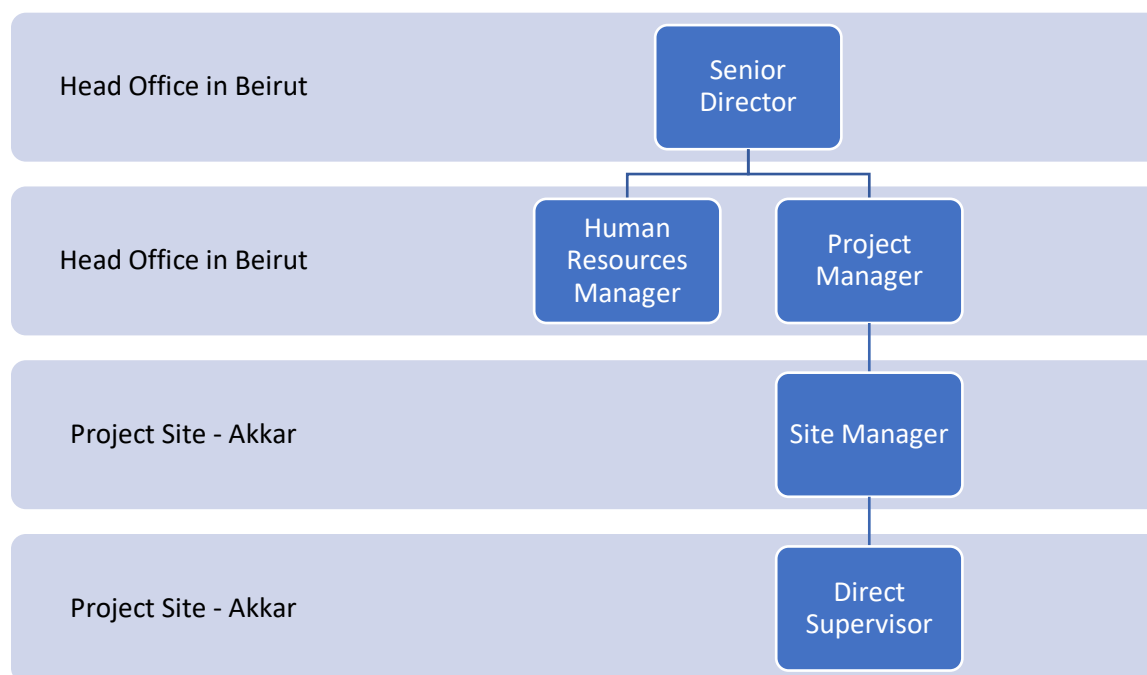 Head Office in Beirut
Senior
Director
Head Office in Beirut
Human
Resources
Manager
Project
Manager
Project Site - Akkar
Site Manager
Project Site - Akkar
Direct
Supervisor